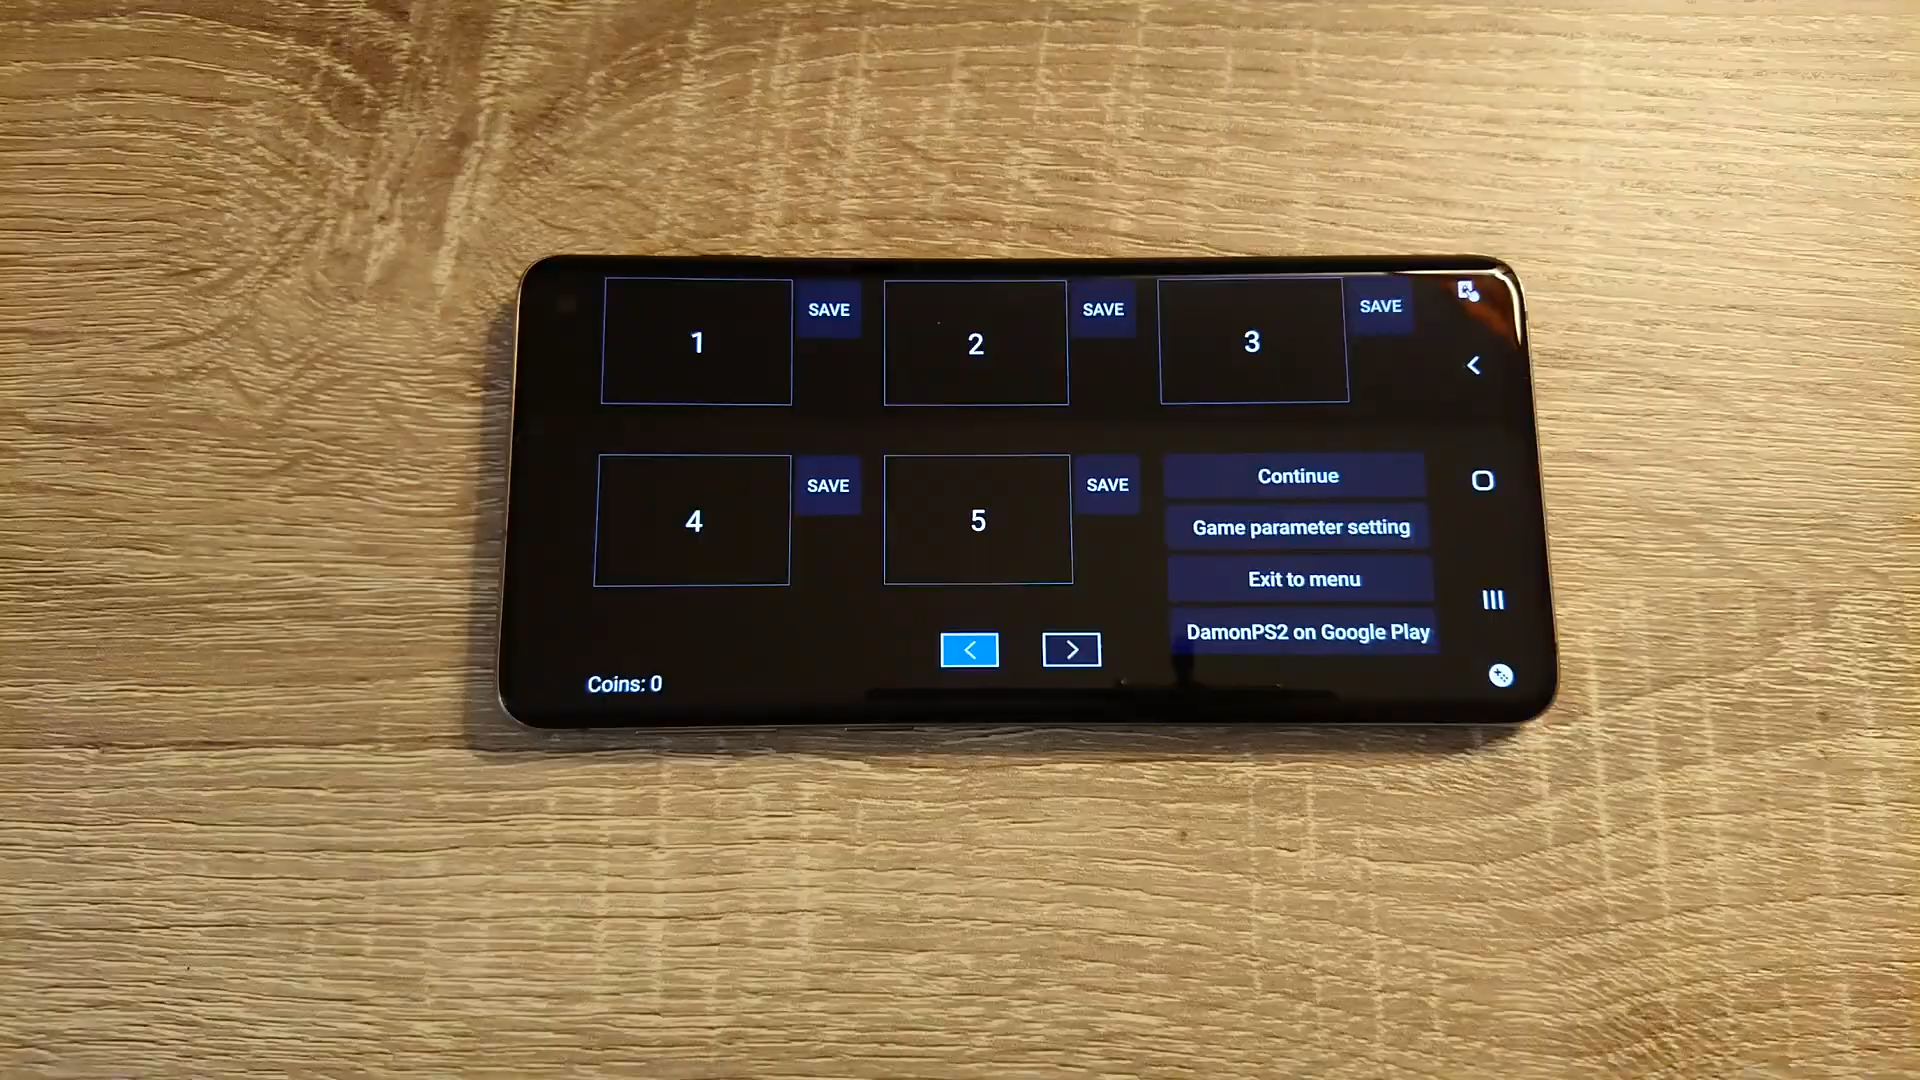 1
SAVE
2
SAVE
3
SAVE
4
SAVE
5
SAVE
Continue
Game parameter setting
Exit to menu
DamonPS2 on Google Play
<
>
Coins: 0